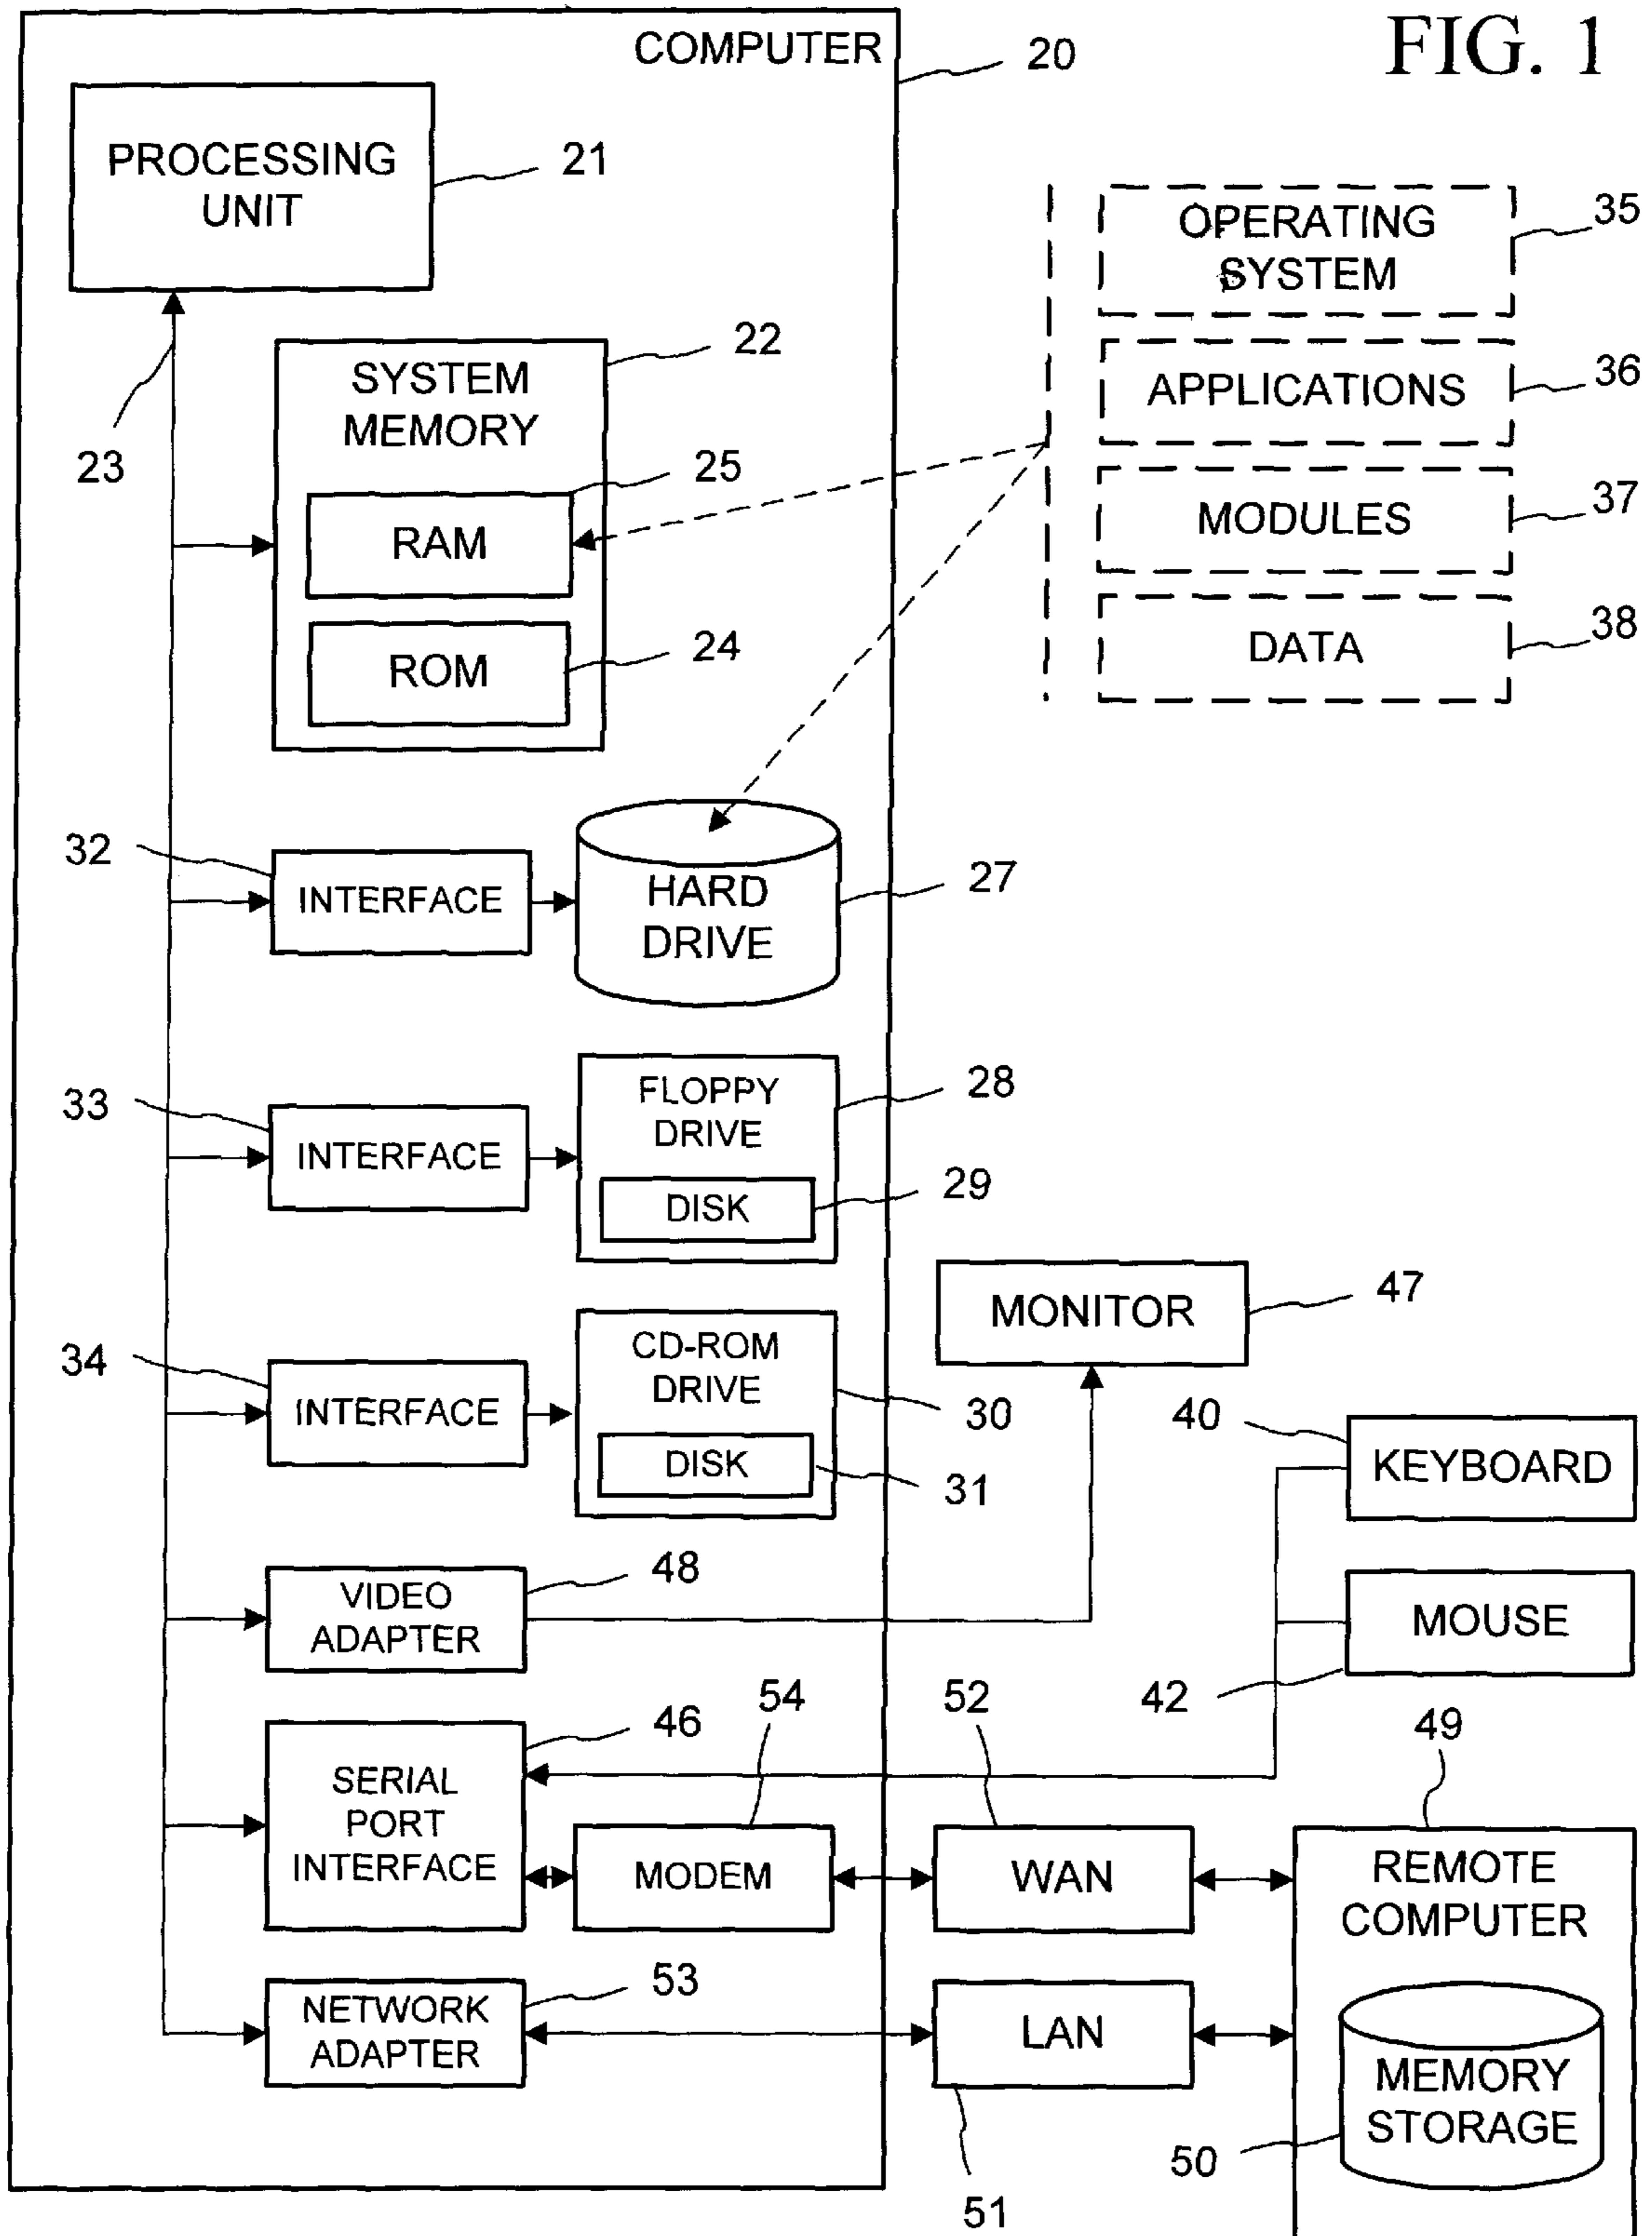 FIG. 1
COMPUTER
20
PROCESSING
UNIT
21
23
SYSTEM
MEMORY
22
RAM
25
ROM
24
OPERATING
SYSTEM
35
APPLICATIONS
36
MODULES
37
DATA
38
32
INTERFACE
HARD
DRIVE
27
33
INTERFACE
FLOPPY
DRIVE
28
DISK
29
34
INTERFACE
CD-ROM
DRIVE
30
DISK
31
MONITOR
47
40
KEYBOARD
MOUSE
42
VIDEO
ADAPTER
48
SERIAL
PORT
INTERFACE
46
MODEM
54
WAN
52
49
REMOTE
COMPUTER
NETWORK
ADAPTER
53
LAN
51
MEMORY
STORAGE
50